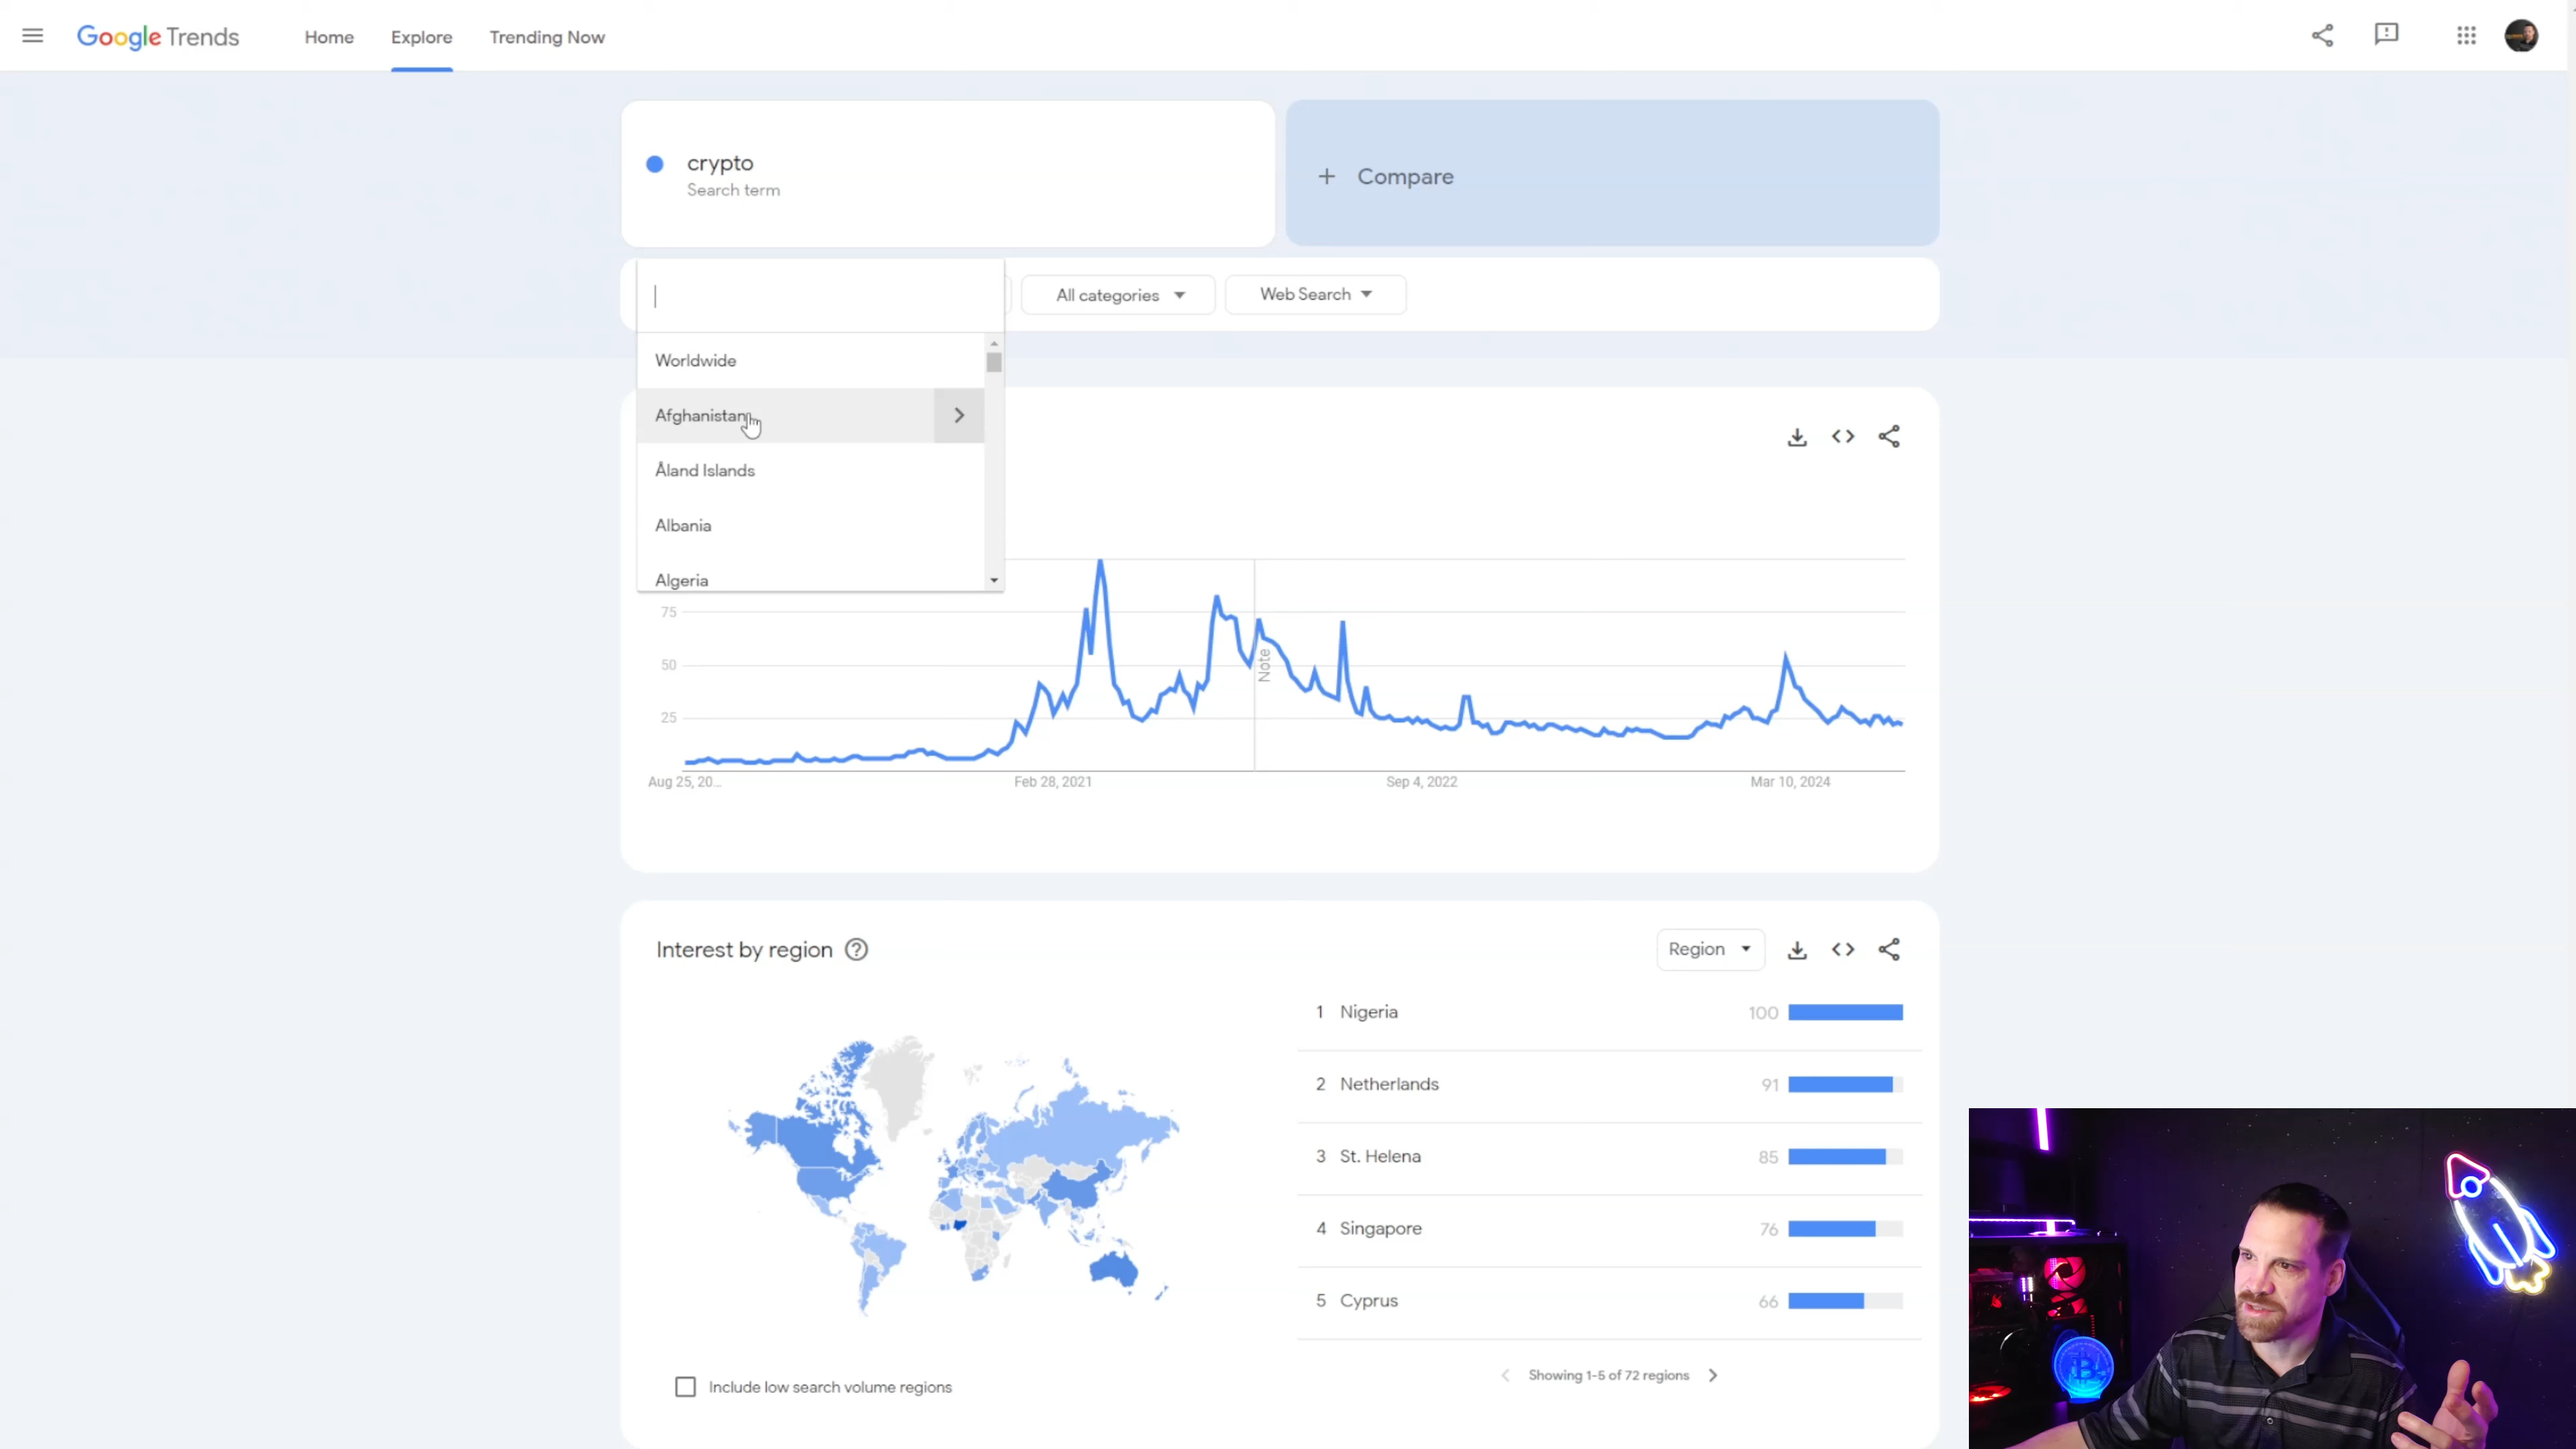 Google Trends
Home
Explore
Trending Now
crypto
Search term
+ Compare
All categories
Web Search
Worldwide
Afghanistan
Åland Islands
Albania
Algeria
75
50
25
Note
Aug 25, 20...
Feb 28, 2021
Sep 4, 2022
Mar 10, 2024
Interest by region
Region
1 Nigeria 100
2 Netherlands 91
3 St. Helena 85
4 Singapore 76
5 Cyprus 66
Include low search volume regions
Showing 1-5 of 72 regions